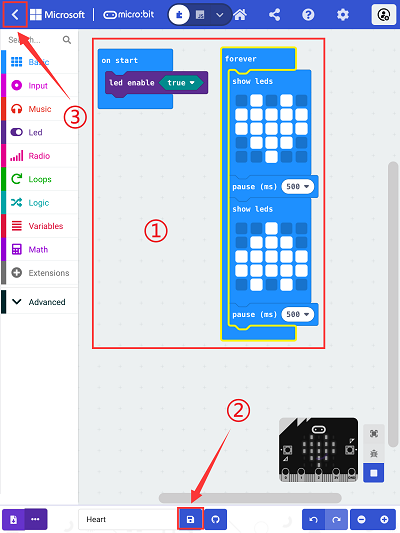 Microsoft
micro:bit
Search...
Basic
Input
Music
Led
Radio
Loops
Logic
Variables
Math
Extensions
Advanced
③
on start
led enable true
①
forever
show leds
pause (ms) 500
show leds
pause (ms) 500
②
Heart